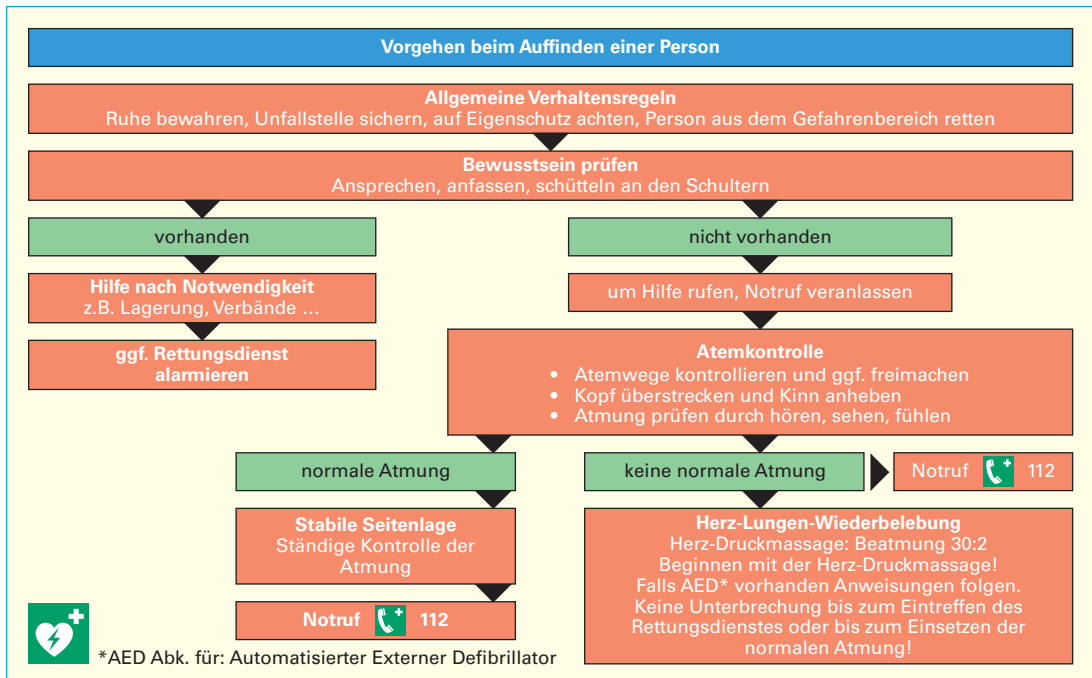 Vorgehen beim Auffinden einer Person
Allgemeine Verhaltensregeln
Ruhe bewahren, Unfallstelle sichern, auf Eigenschutz achten, Person aus dem Gefahrenbereich retten
Bewusstsein prüfen
Ansprechen, anfassen, schütteln an den Schultern
vorhanden
Hilfe nach Notwendigkeit
z.B. Lagerung, Verbände ...
ggf. Rettungsdienst
alarmieren
nicht vorhanden
um Hilfe rufen, Notruf veranlassen
Atemkontrolle
• Atemwege kontrollieren und ggf. freimachen
• Kopf überstrecken und Kinn anheben
• Atmung prüfen durch hören, sehen, fühlen
normale Atmung
Stabile Seitenlage
Ständige Kontrolle der
Atmung
Notruf 112
keine normale Atmung
Notruf 112
Herz-Lungen-Wiederbelebung
Herz-Druckmassage: Beatmung 30:2
Beginnen mit der Herz-Druckmassage!
Falls AED* vorhanden Anweisungen folgen.
Keine Unterbrechung bis zum Eintreffen des
Rettungsdienstes oder bis zum Einsetzen der
normalen Atmung!
*AED Abk. für: Automatisierter Externer Defibrillator